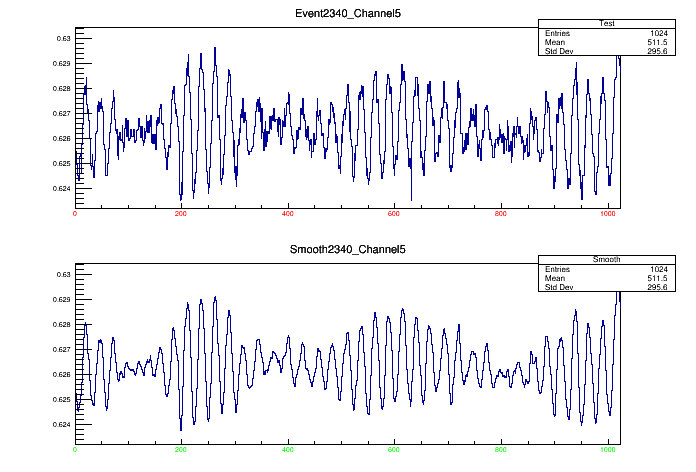 Event2340_Channel5
Test
Entries 1024
Mean 511.5
Std Dev 295.6
0.63
0.629
0.628
0.627
0.626
0.625
0.624
0 200 400 600 800 1000
Smooth2340_Channel5
Smooth
Entries 1024
Mean 511.5
Std Dev 295.6
0.63
0.629
0.628
0.627
0.626
0.625
0.624
0 200 400 600 800 1000